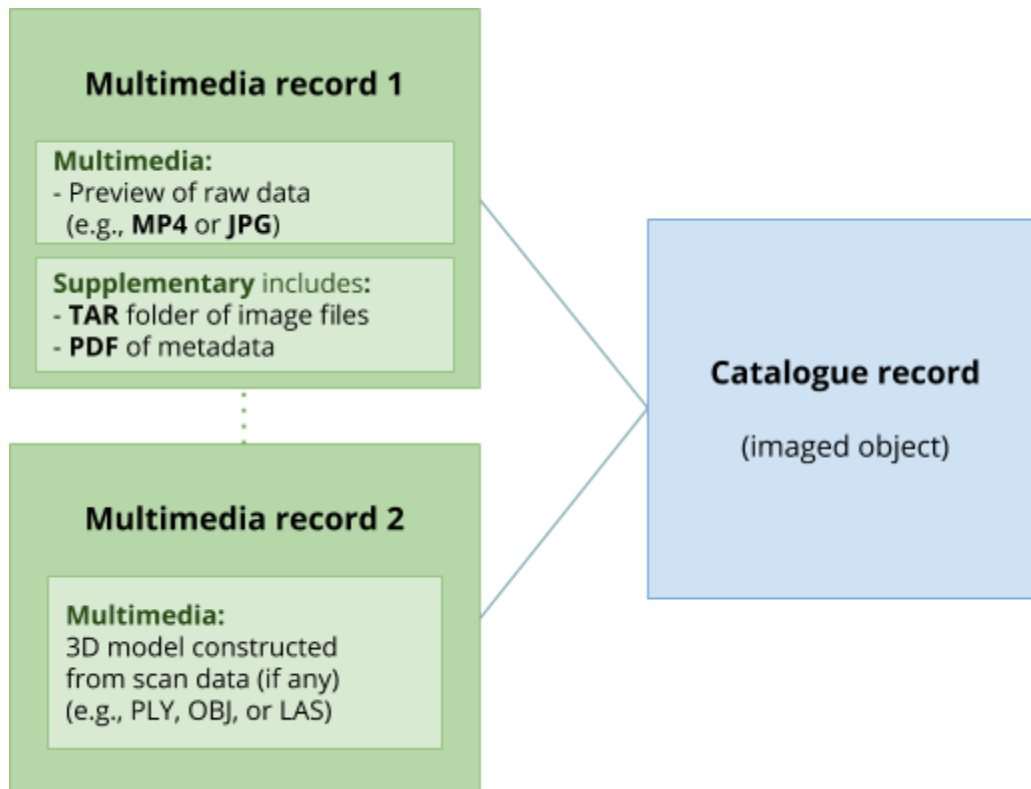 Multimedia record 1
Multimedia:
- Preview of raw data
(e.g., MP4 or JPG)
Supplementary includes:
- TAR folder of image files
- PDF of metadata
Multimedia record 2
Multimedia:
3D model constructed
from scan data (if any)
(e.g., PLY, OBJ, or LAS)
Catalogue record
(imaged object)